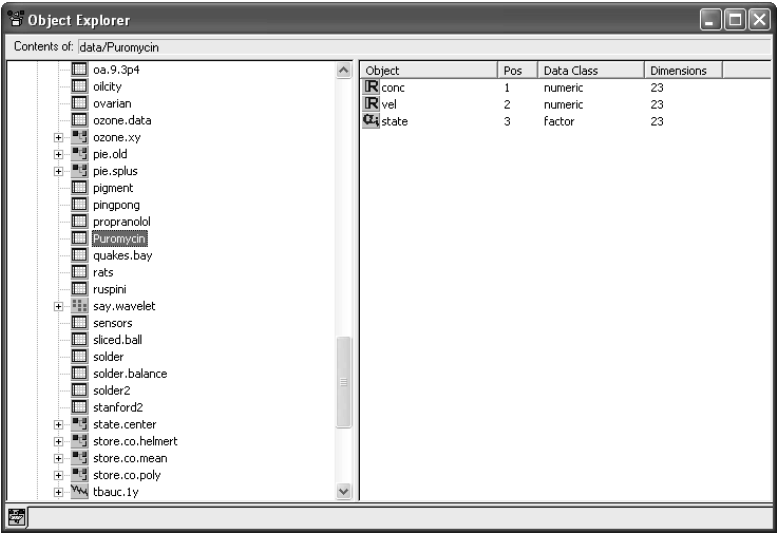 Object Explorer
Contents of: data/Puromycin
oa.9.3p4
oilcity
ovarian
ozone.data
ozone.xy
pie.old
pie.splus
pigment
pingpong
propranolol
Puromycin
quakes.bay
rats
ruspini
say.wavelet
sensors
sliced.ball
solder
solder.balance
solder2
stanford2
state.center
store.co.helmert
store.co.mean
store.co.poly
tbauc.1y
Object Pos Data Class Dimensions
R conc 1 numeric 23
R vel 2 numeric 23
αi state 3 factor 23